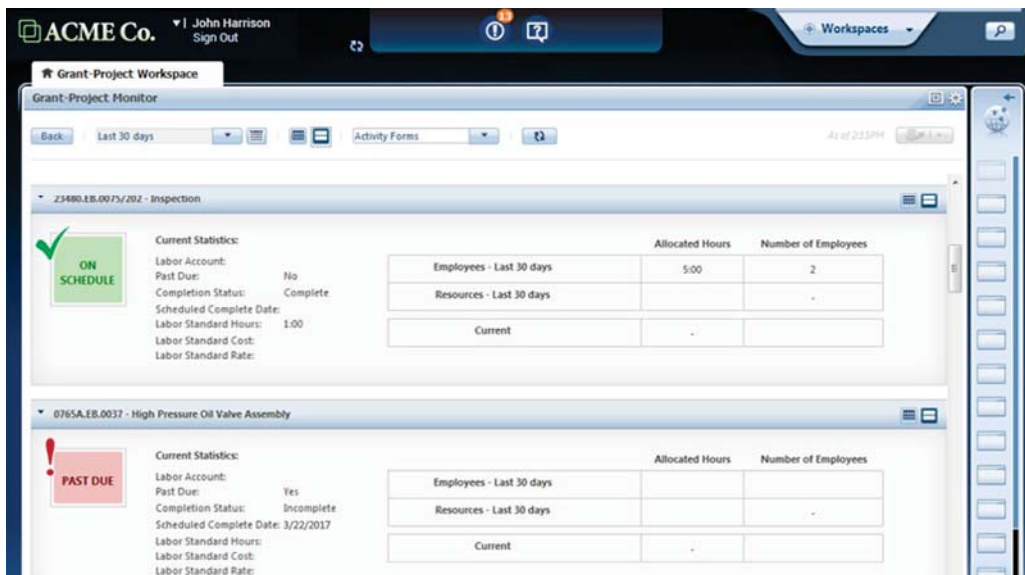 ACME Co.
John Harrison
Sign Out
13
Workspaces
Grant-Project Workspace
Grant-Project Monitor
Back
Last 30 days
Activity Forms
As of 2:55PM
23480.EB.0075/202 - Inspection
ON
SCHEDULE
Current Statistics:
Labor Account:
Past Due: No
Completion Status: Complete
Scheduled Complete Date:
Labor Standard Hours: 1:00
Labor Standard Cost:
Labor Standard Rate:
Allocated Hours Number of Employees
Employees - Last 30 days 5:00 2
Resources - Last 30 days -
Current -
0765A.EB.0037 - High Pressure Oil Valve Assembly
PAST DUE
Current Statistics:
Labor Account:
Past Due: Yes
Completion Status: Incomplete
Scheduled Complete Date: 3/22/2017
Labor Standard Hours:
Labor Standard Cost:
Labor Standard Rate:
Allocated Hours Number of Employees
Employees - Last 30 days
Resources - Last 30 days -
Current -